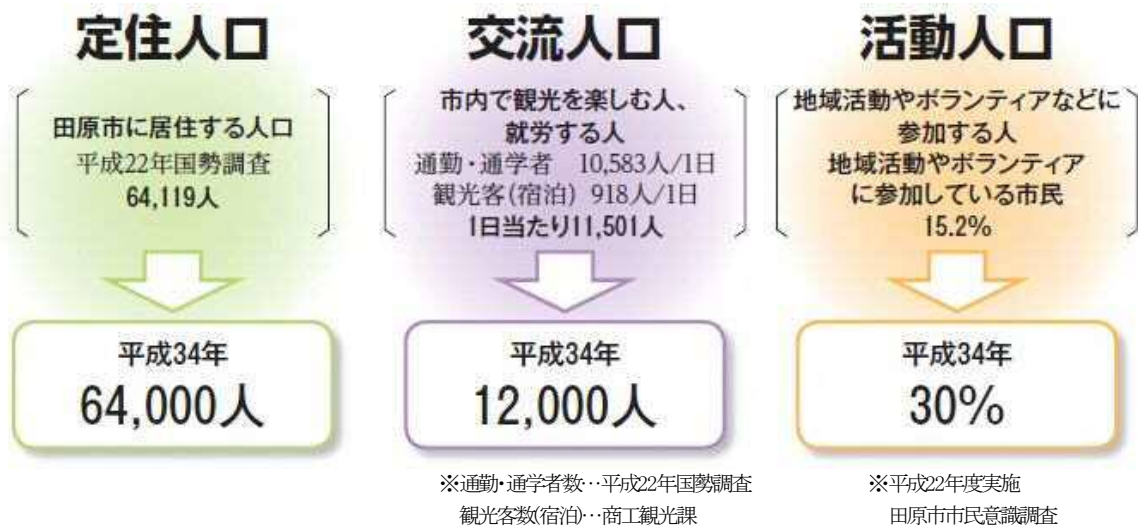 定住人口
田原市に居住する人口
平成22年国勢調査
64,119人
平成34年
64,000人
交流人口
市内で観光を楽しむ人、
就労する人
通勤・通学者 10,583人/1日
観光客(宿泊) 918人/1日
1日当たり11,501人
平成34年
12,000人
※通勤・通学者数…平成22年国勢調査
観光客数(宿泊)…商工観光課
活動人口
地域活動やボランティアなどに
参加する人
地域活動やボランティア
に参加している市民
15.2%
平成34年
30%
※平成22年度実施
田原市市民意識調査